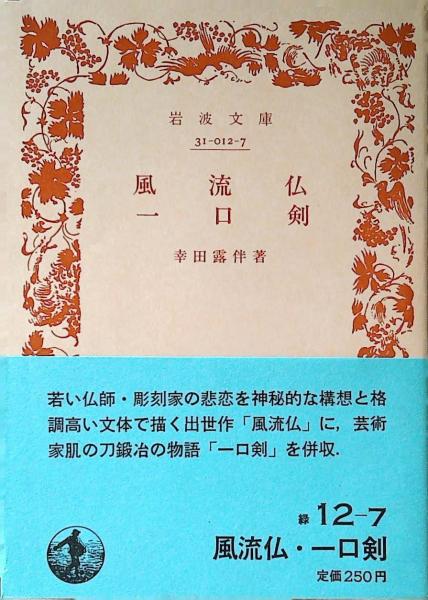 岩波文庫
31-012-7
風流仏
一口剣
幸田露伴著
若い仏師・彫刻家の悲恋を神秘的な構想と格
調高い文体で描く出世作「風流仏」に，芸術
家肌の刀鍛冶の物語「一口剣」を併収．
緑 12-7
風流仏・一口剣
定価250円